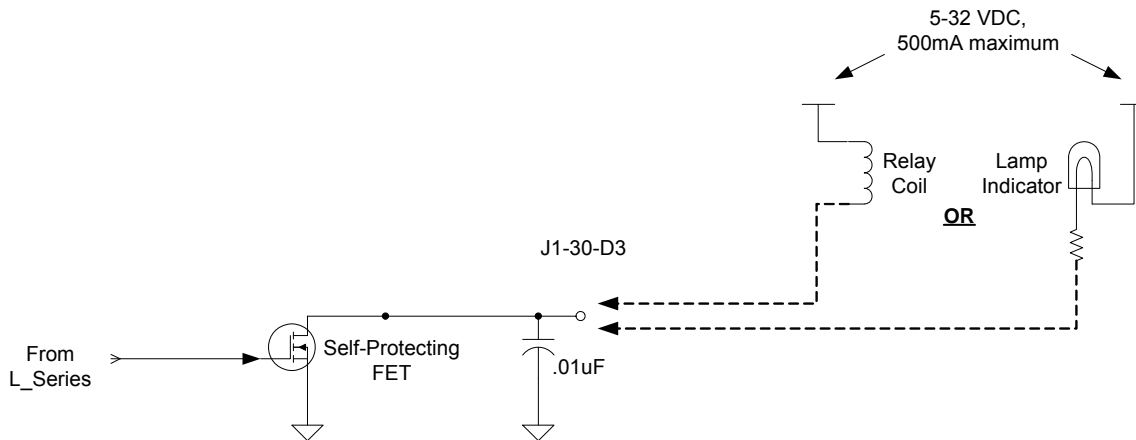 5-32 VDC,
500mA maximum
Relay
Coil
Lamp
Indicator
OR
J1-30-D3
From
L_Series
Self-Protecting
FET
.01uF